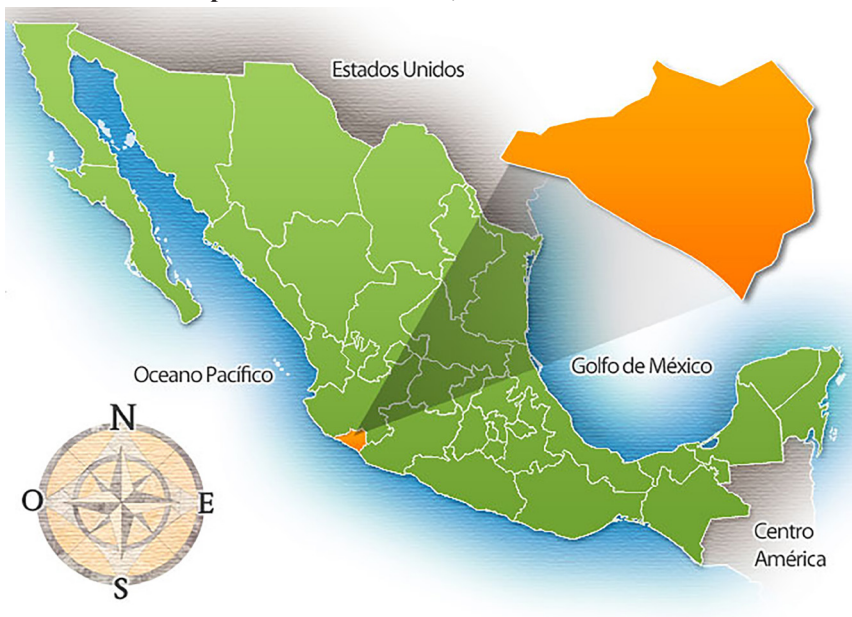 Estados Unidos
Oceano Pacífico
Golfo de México
N
O
E
S
Centro
América